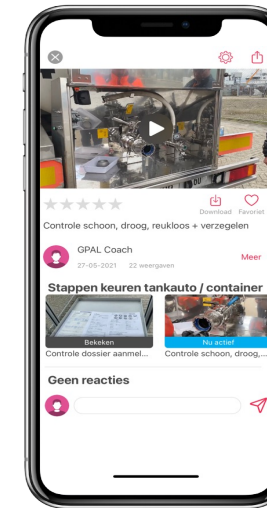 Download Favoriet
Controle schoon, droog, reukloos + verzegelen
GPAL Coach
27-05-2021 22 weergaven
Meer
Stappen keuren tankauto / container
Bekeken
Nu actief
Controle dossier aanmel... Controle schoon, droog,...
Geen reacties